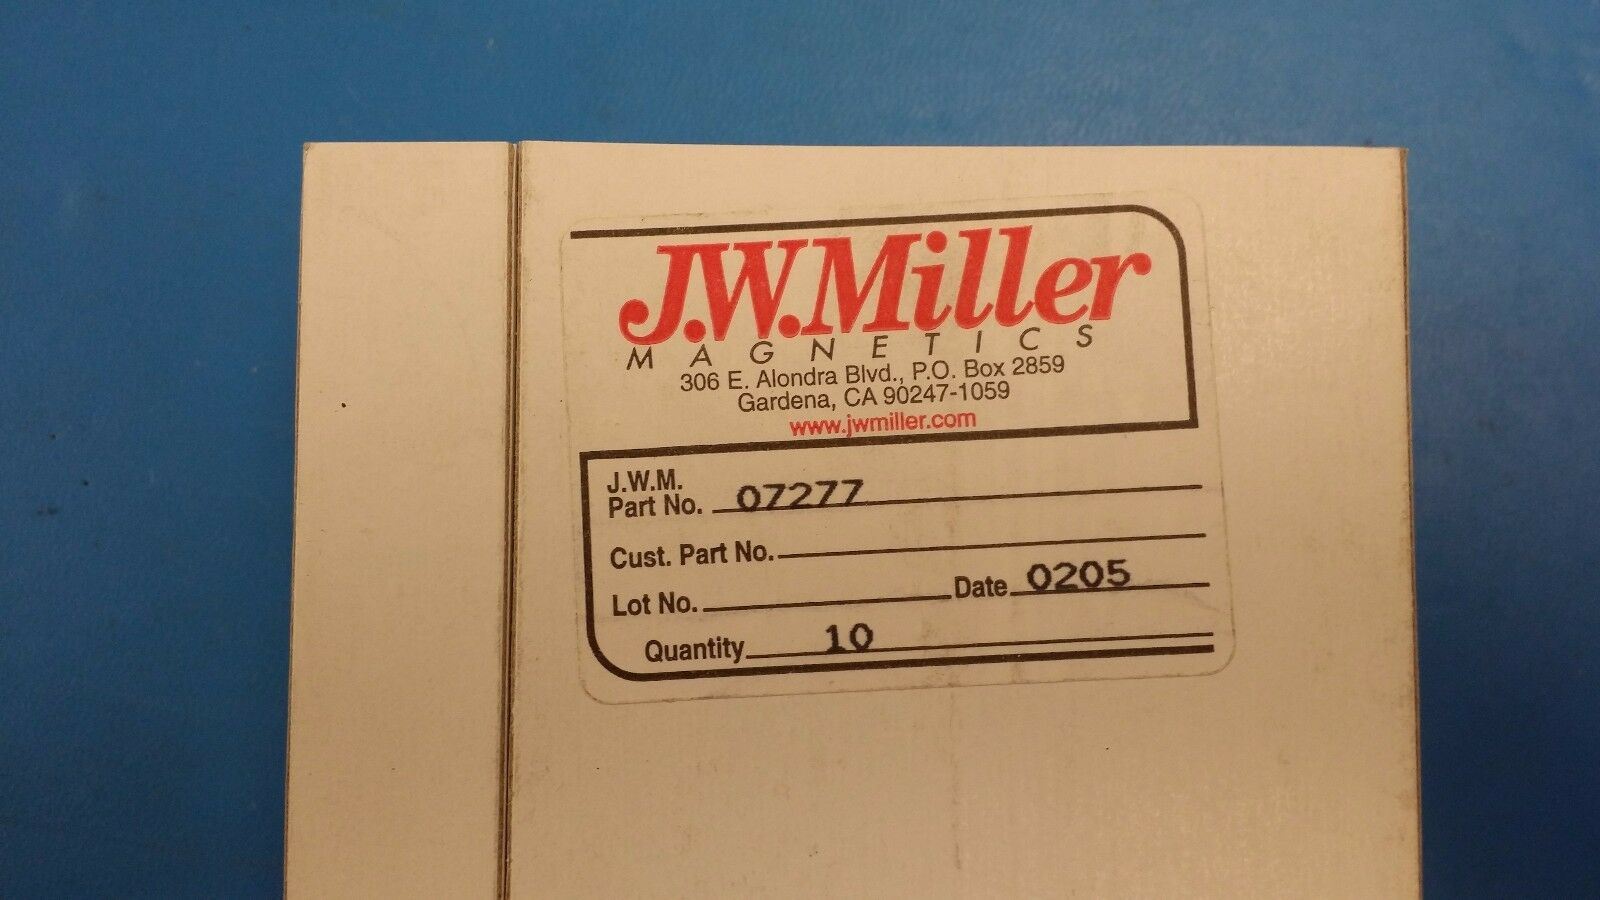 J.W.Miller
MAGNETICS
306 E. Alondra Blvd., P.O. Box 2859
Gardena, CA 90247-1059
www.jwmiller.com
J.W.M.
Part No. 07277
Cust. Part No.
Lot No. Date 0205
Quantity 10